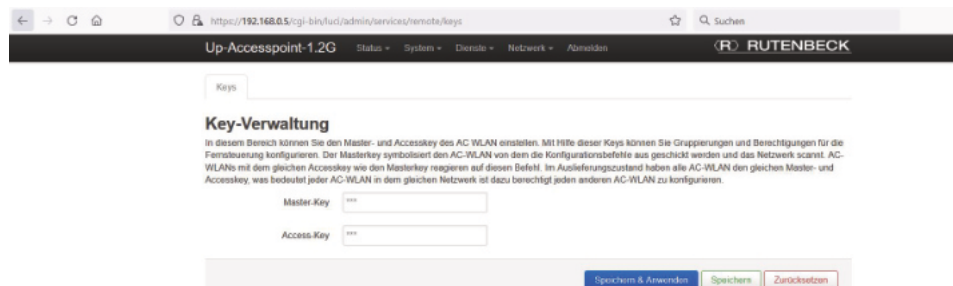 https://192.168.0.5/cgi-bin/luci/admin/services/remote/keys
Suchen
Up-Accesspoint-1.2G Status System Dienste Netzwerk Abmelden (R) RUTENBECK
Keys
Key-Verwaltung
In diesem Bereich können Sie den Master- und Accesskey des AC WLAN einstellen. Mit Hilfe dieser Keys können Sie Gruppierungen und Berechtigungen für die
Fernsteuerung konfigurieren. Der Masterkey symbolisiert den AC-WLAN von dem die Konfigurationsbefehle aus geschickt werden und das Netzwerk scannt. AC-
WLANs mit dem gleichen Accesskey wie den Masterkey reagieren auf diesen Befehl. Im Auslieferungszustand haben alle AC-WLAN den gleichen Master- und
Accesskey, was bedeutet jeder AC-WLAN in dem gleichen Netzwerk ist dazu berechtigt jeden anderen AC-WLAN zu konfigurieren.
Master-Key ***
Access-Key ***
Speichern & Anwenden Speichern Zurücksetzen